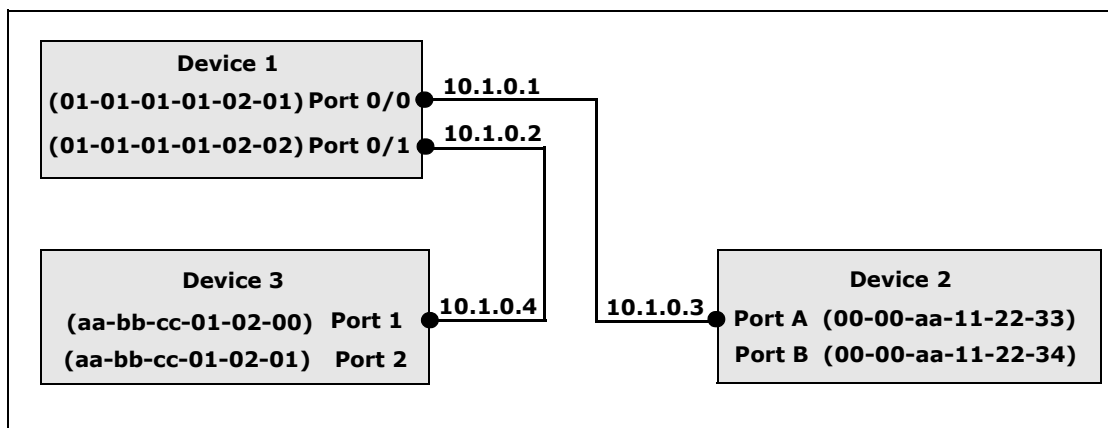 Device 1
(01-01-01-01-02-01) Port 0/0
10.1.0.1
(01-01-01-01-02-02) Port 0/1
10.1.0.2
Device 3
(aa-bb-cc-01-02-00) Port 1
10.1.0.4
(aa-bb-cc-01-02-01) Port 2
Device 2
10.1.0.3
Port A (00-00-aa-11-22-33)
Port B (00-00-aa-11-22-34)